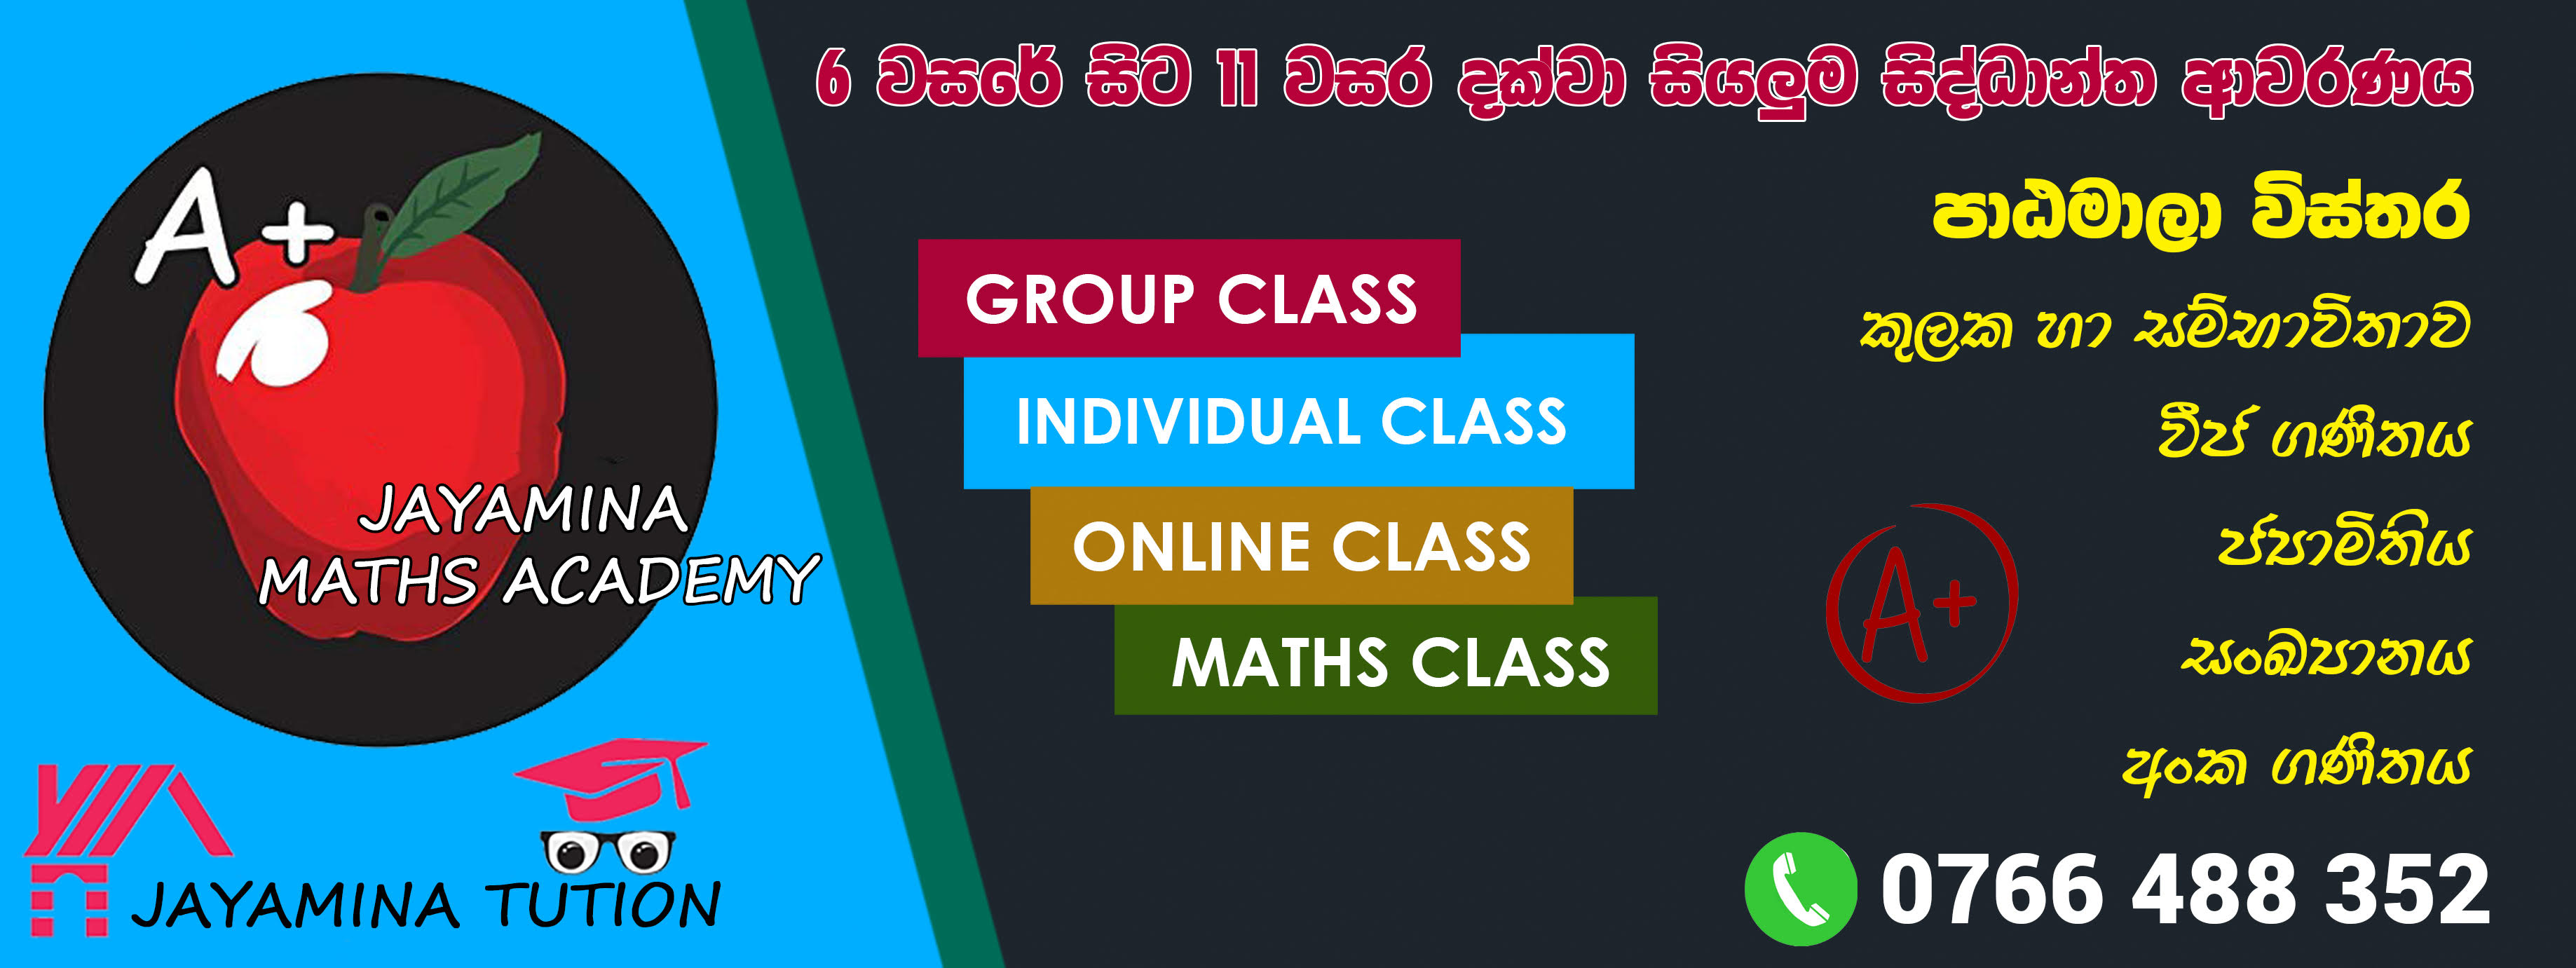 A+
JAYAMINA
MATHS ACADEMY
JAYAMINA TUTION
6 වසරේ සිට 11 වසර දක්වා සියලුම සිද්ධාන්ත ආවරණය
GROUP CLASS
INDIVIDUAL CLASS
ONLINE CLASS
MATHS CLASS
පාඨමාලා විස්තර
කුලක හා සම්භාවිතාව
වීජ ගණිතය
ජ්‍යාමිතිය
සංඛ්‍යානය
අංක ගණිතය
A+
0766 488 352